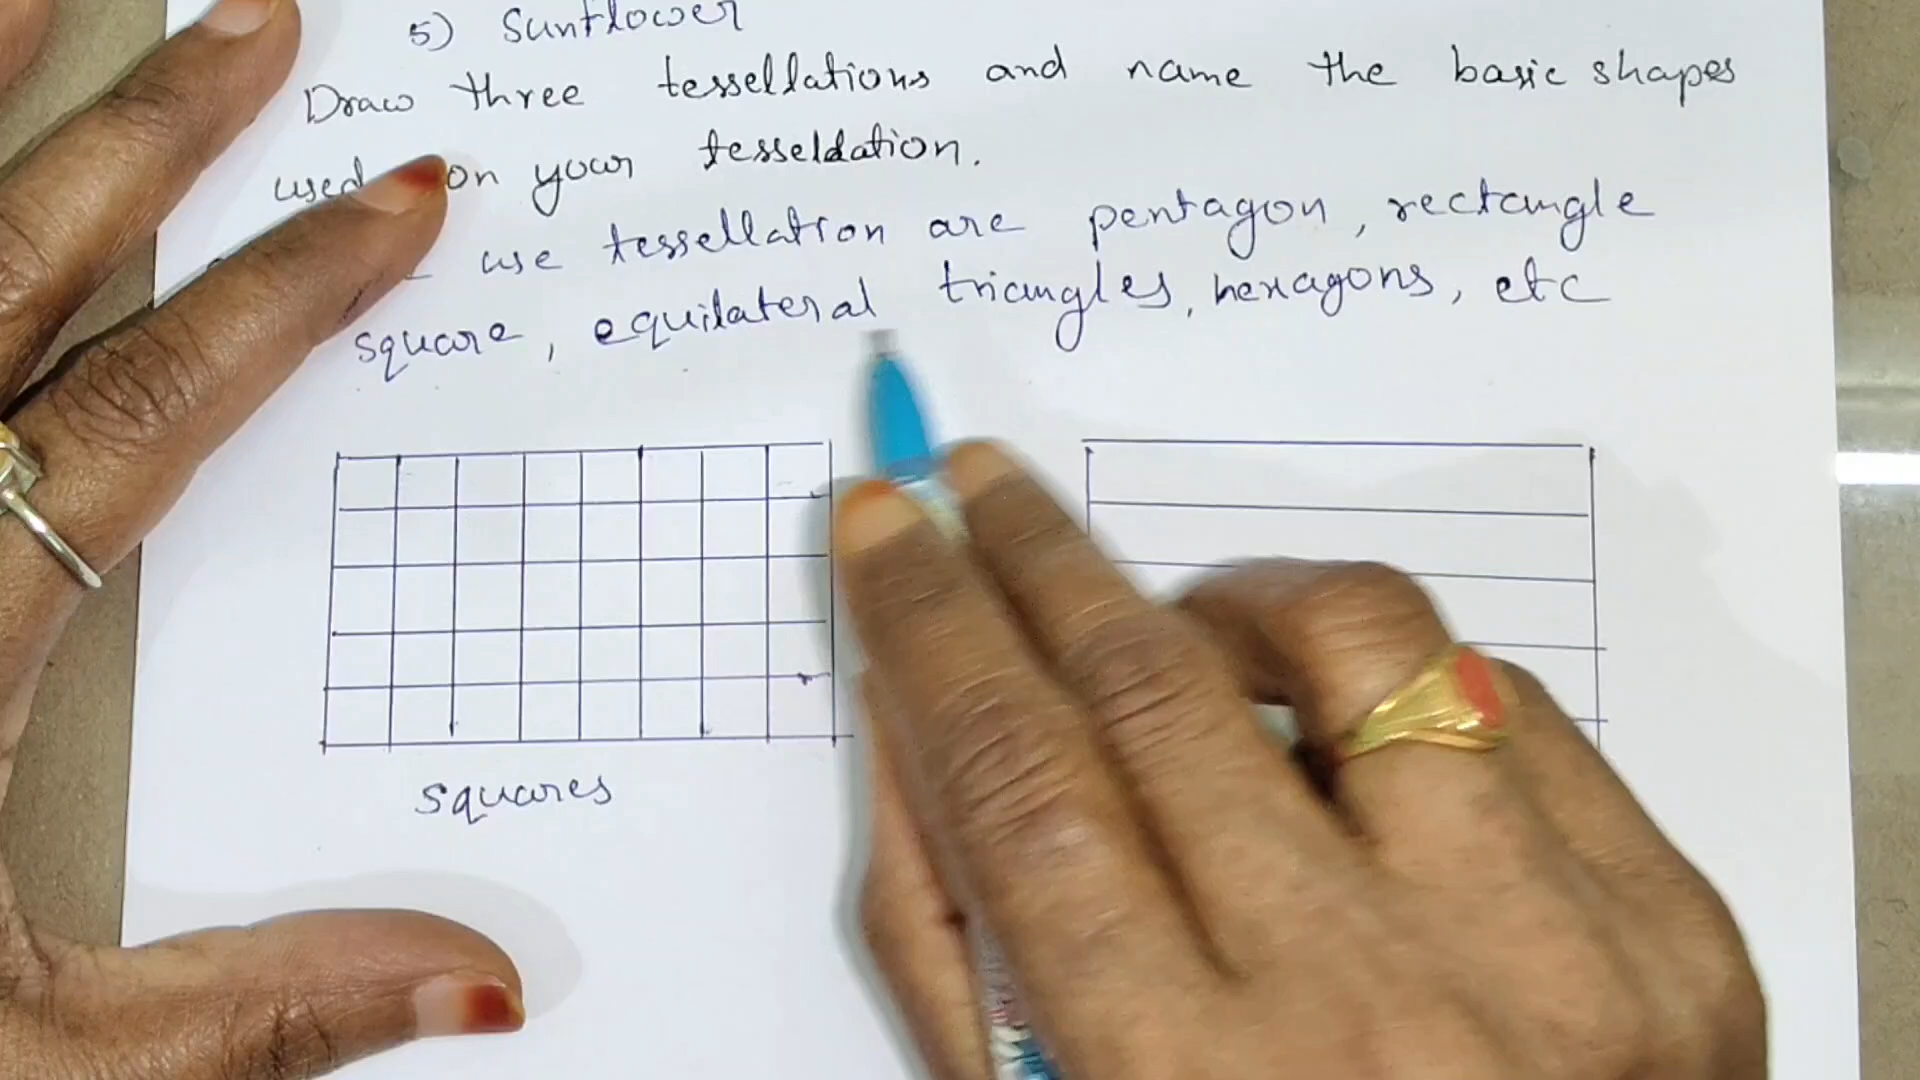 5) Sunflower
Draw three tessellations and name the basic shapes
used on your tesseldation.
use tessellation are pentagon, rectangle
square, equilateral triangles, hexagons, etc
squares